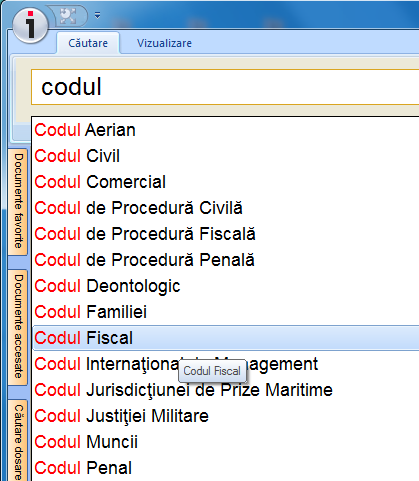 i
Căutare
Vizualizare
codul
Codul Aerian
Codul Civil
Codul Comercial
Codul de Procedură Civilă
Codul de Procedură Fiscală
Codul de Procedură Penală
Codul Deontologic
Codul Familiei
Codul Fiscal
Codul Internaţional Management
Codul Fiscal
Codul Jurisdicţiunei de Prize Maritime
Codul Justiţiei Militare
Codul Muncii
Codul Penal
Documente favorite
Documente accesate
Căutare dosare